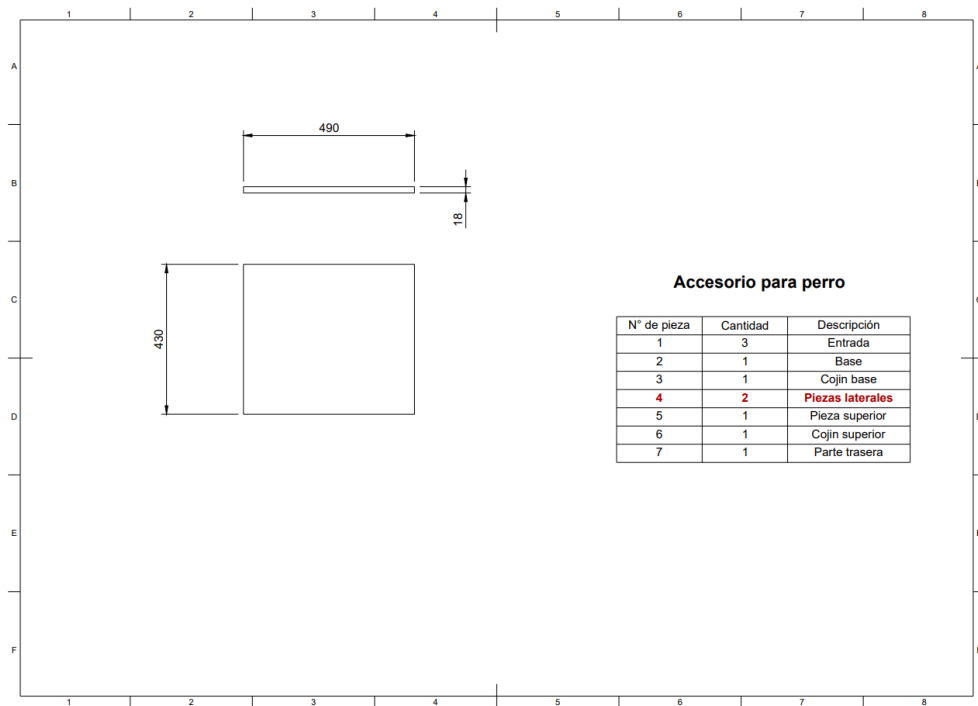 1 2 3 4 5 6 7 8
A
490
B
18
C
430
Accesorio para perro
N° de pieza Cantidad Descripción
1 3 Entrada
2 1 Base
3 1 Cojin base
4 2 Piezas laterales
5 1 Pieza superior
6 1 Cojin superior
7 1 Parte trasera
D
E
F
1 2 3 4 5 6 7 8